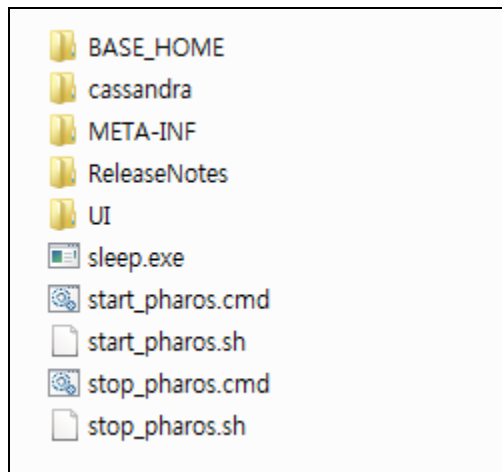 BASE_HOME
cassandra
META-INF
ReleaseNotes
UI
sleep.exe
start_pharos.cmd
start_pharos.sh
stop_pharos.cmd
stop_pharos.sh